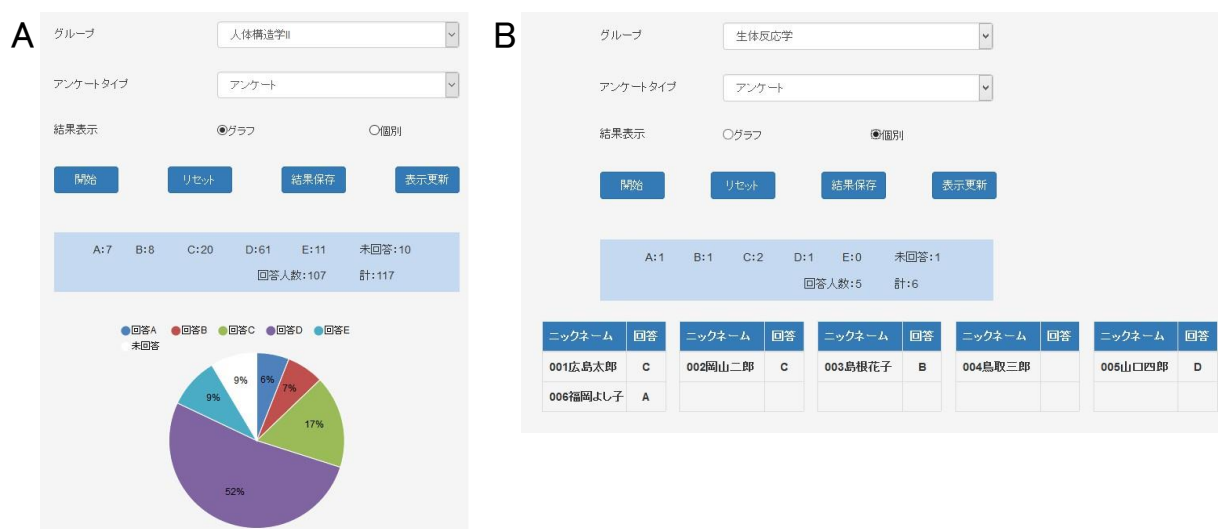 A
グループ 人体構造学II
アンケートタイプ アンケート
結果表示 グラフ 個別
開始 リセット 結果保存 表示更新
A:7 B:8 C:20 D:61 E:11 未回答:10
回答人数:107 計:117
回答A 回答B 回答C 回答D 回答E
未回答
9% 6%
7%
9%
17%
52%
B
グループ 生体反応学
アンケートタイプ アンケート
結果表示 グラフ 個別
開始 リセット 結果保存 表示更新
A:1 B:1 C:2 D:1 E:0 未回答:1
回答人数:5 計:6
ニックネーム 回答 ニックネーム 回答 ニックネーム 回答 ニックネーム 回答 ニックネーム 回答
001広島太郎 C 002岡山二郎 C 003島根花子 B 004鳥取三郎 005山口四郎 D
006福岡よし子 A